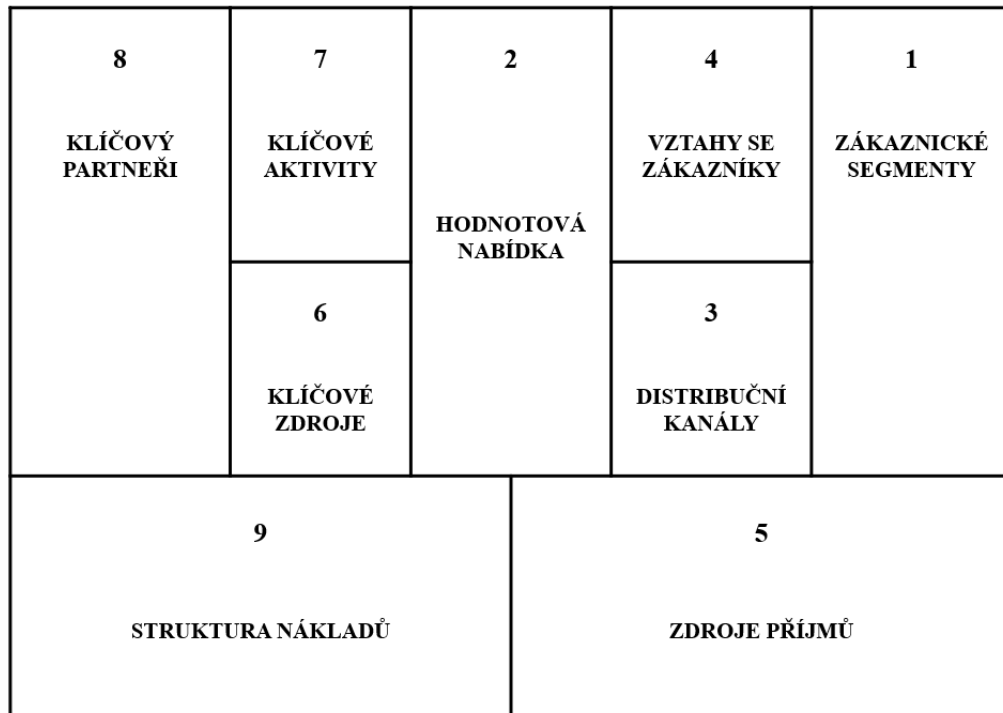 8
KLÍČOVÝ
PARTNEŘI
7
KLÍČOVÉ
AKTIVITY
6
KLÍČOVÉ
ZDROJE
2
HODNOTOVÁ
NABÍDKA
4
VZTAHY SE
ZÁKAZNÍKY
3
DISTRIBUČNÍ
KANÁLY
1
ZÁKAZNICKÉ
SEGMENTY
9
STRUKTURA NÁKLADŮ
5
ZDROJE PŘÍJMŮ